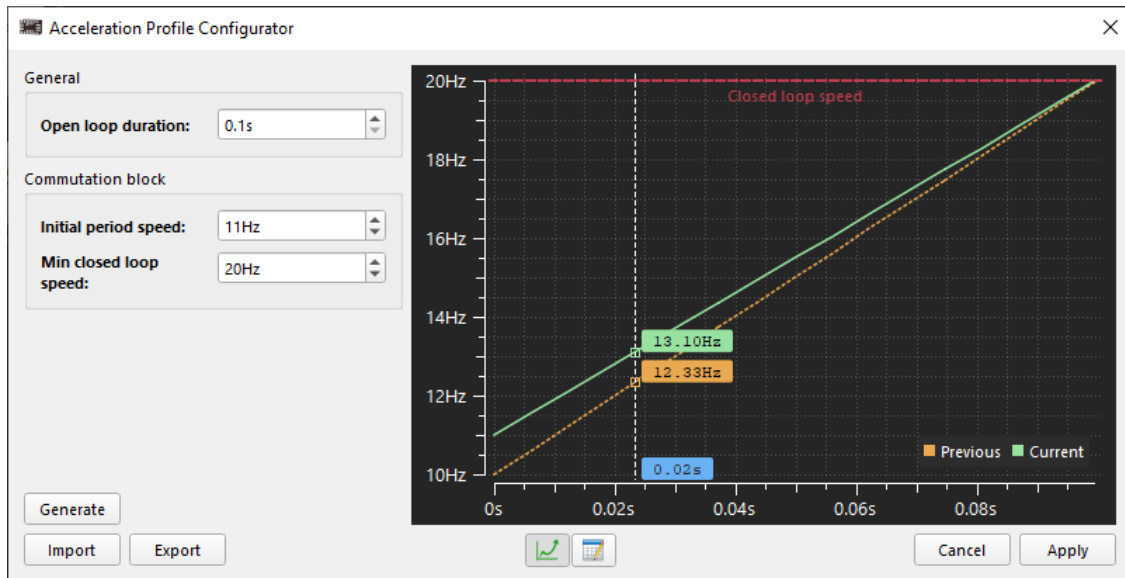 Acceleration Profile Configurator
General
Open loop duration:
0.1s
Commutation block
Initial period speed:
11Hz
Min closed loop
speed:
20Hz
Generate
Import
Export
20Hz
18Hz
16Hz
14Hz
12Hz
10Hz
Closed loop speed
13.10Hz
12.33Hz
0.02s
Previous
Current
0s
0.02s
0.04s
0.06s
0.08s
Cancel
Apply